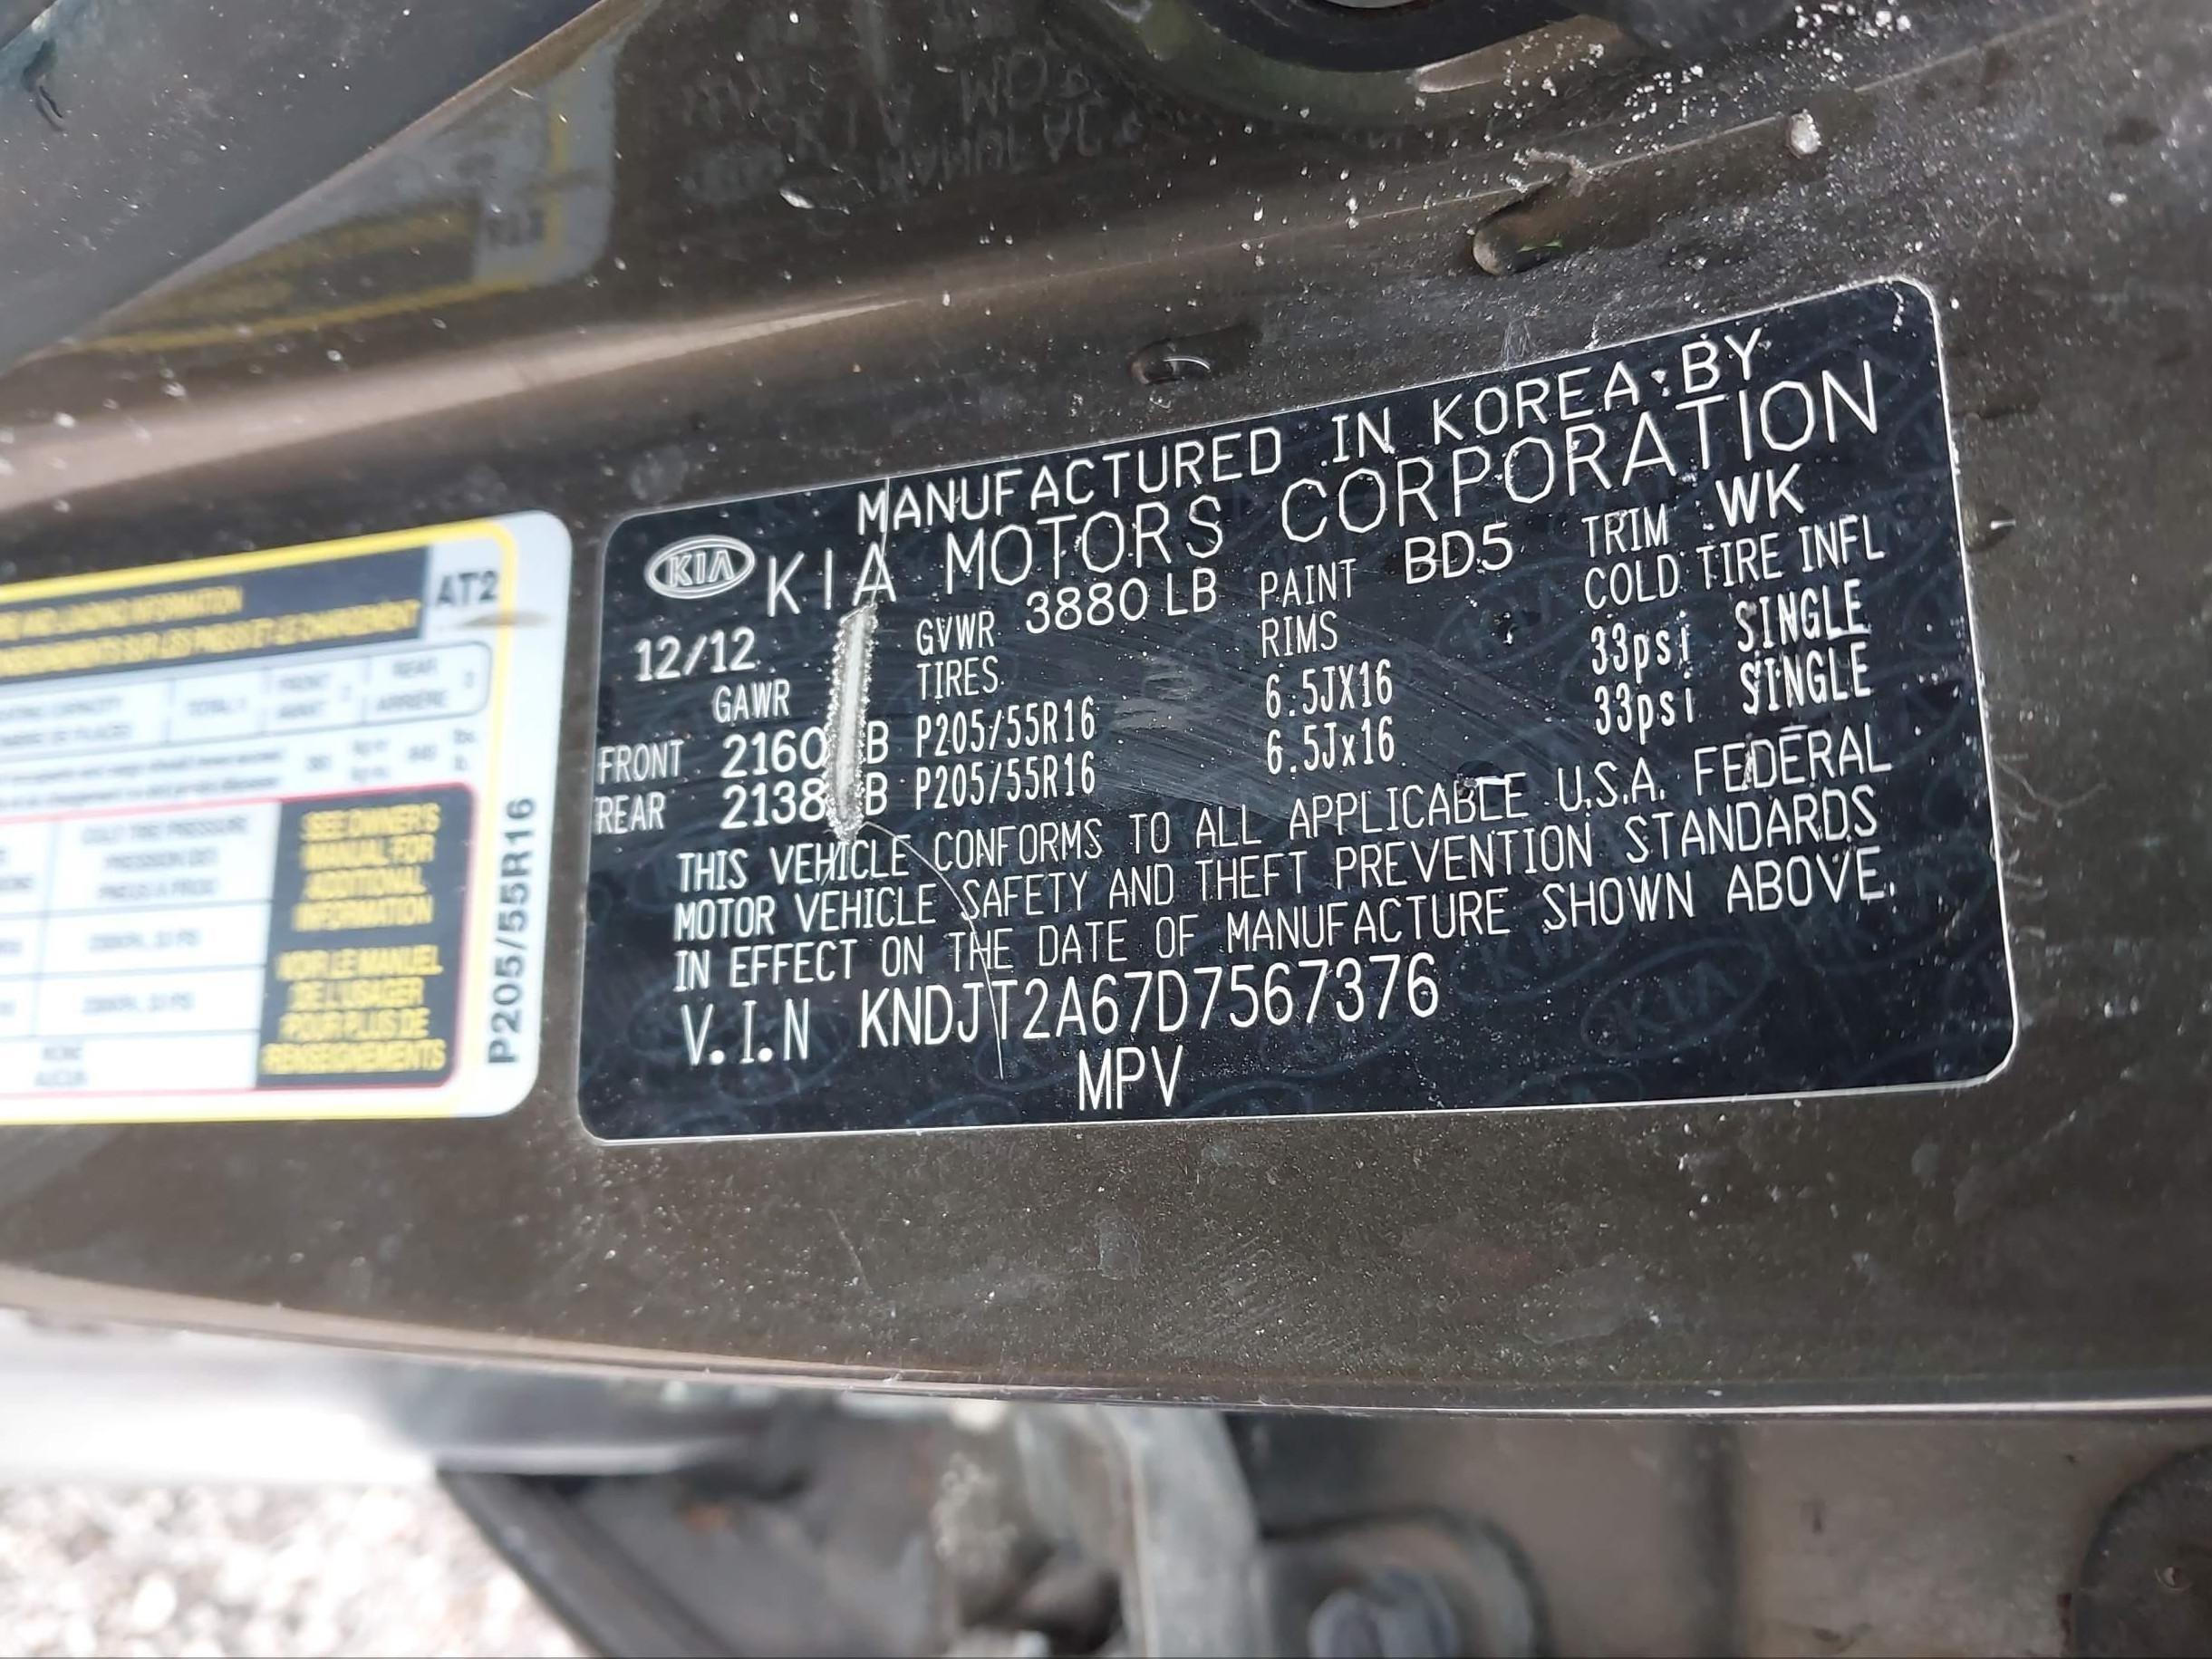 MANUFACTURED IN KOREA BY
KIA KIA MOTORS CORPORATION
12/12 GVWR 3880 LB PAINT BD5 TRIM WK
GAWR TIRES RIMS COLD TIRE INFL
FRONT 2160 B P205/55R16 6.5JX16 33psi SINGLE
REAR 2138 B P205/55R16 6.5Jx16 33psi SINGLE
THIS VEHICLE CONFORMS TO ALL APPLICABLE U.S.A. FEDERAL
MOTOR VEHICLE SAFETY AND THEFT PREVENTION STANDARDS
IN EFFECT ON THE DATE OF MANUFACTURE SHOWN ABOVE.
V.I.N KNDJT2A67D7567376
MPV
AT2
SEE OWNER'S
MANUAL FOR
ADDITIONAL
INFORMATION
VOIR LE MANUEL
DE L'USAGER
POUR PLUS DE
RENSEIGNEMENTS
P205/55R16